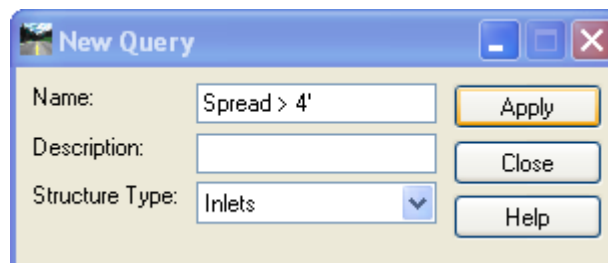 New Query
Name: Spread > 4' Apply
Description: Close
Structure Type: Inlets Help